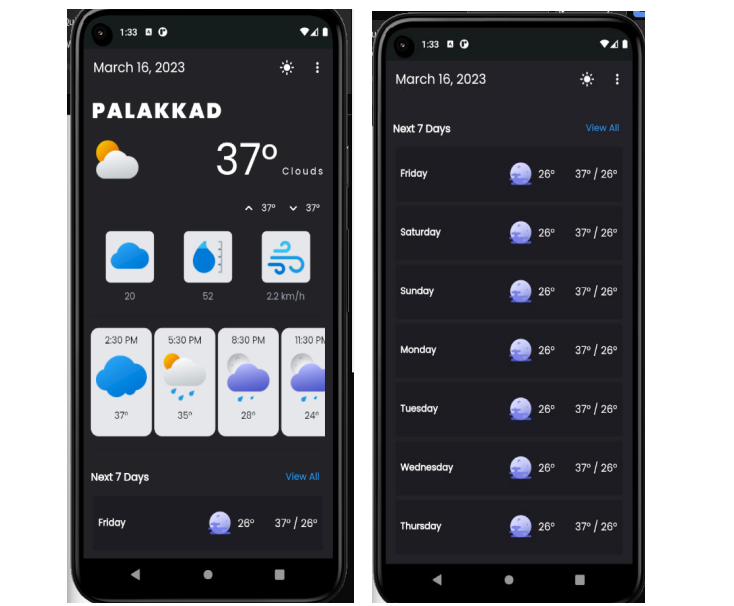 1:33
March 16, 2023
PALAKKAD
37° Clouds
37° 37°
20 52 2.2 km/h
2:30 PM 5:30 PM 8:30 PM 11:30 PM
37° 35° 28° 24°
Next 7 Days View All
Friday 26° 37° / 26°
1:33
March 16, 2023
Next 7 Days View All
Friday 26° 37° / 26°
Saturday 26° 37° / 26°
Sunday 26° 37° / 26°
Monday 26° 37° / 26°
Tuesday 26° 37° / 26°
Wednesday 26° 37° / 26°
Thursday 26° 37° / 26°